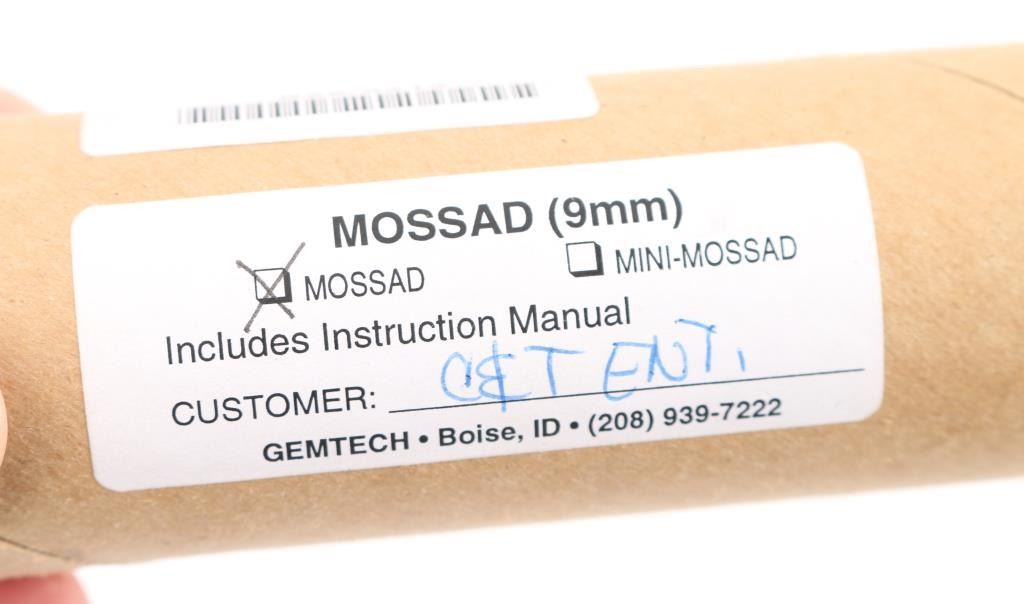 MOSSAD (9mm)
MOSSAD MINI-MOSSAD
Includes Instruction Manual
CUSTOMER: C&T ENT.
GEMTECH • Boise, ID • (208) 939-7222